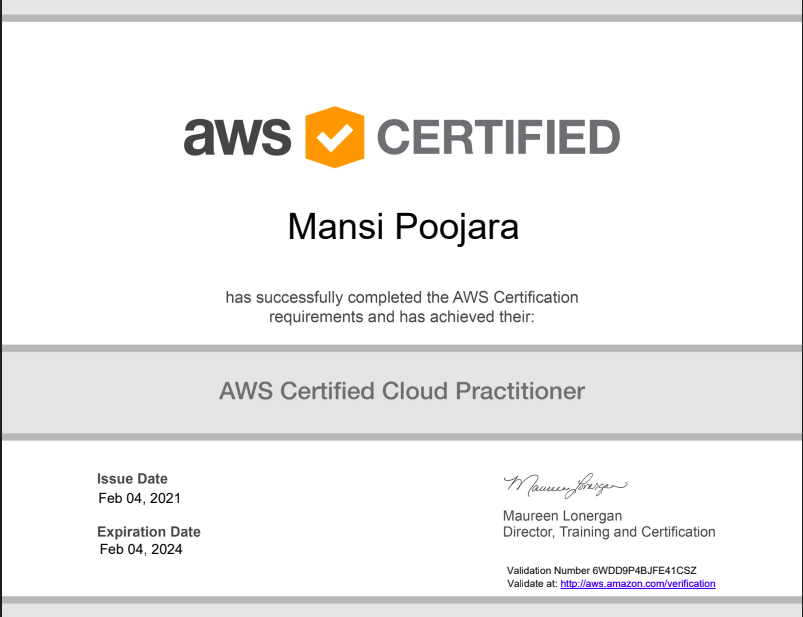 aws CERTIFIED
Mansi Poojara
has successfully completed the AWS Certification
requirements and has achieved their:
AWS Certified Cloud Practitioner
Issue Date
Feb 04, 2021
Expiration Date
Feb 04, 2024
Maureen Lonergan
Maureen Lonergan
Director, Training and Certification
Validation Number 6WDD9P4BJFE41CSZ
Validate at: http://aws.amazon.com/verification